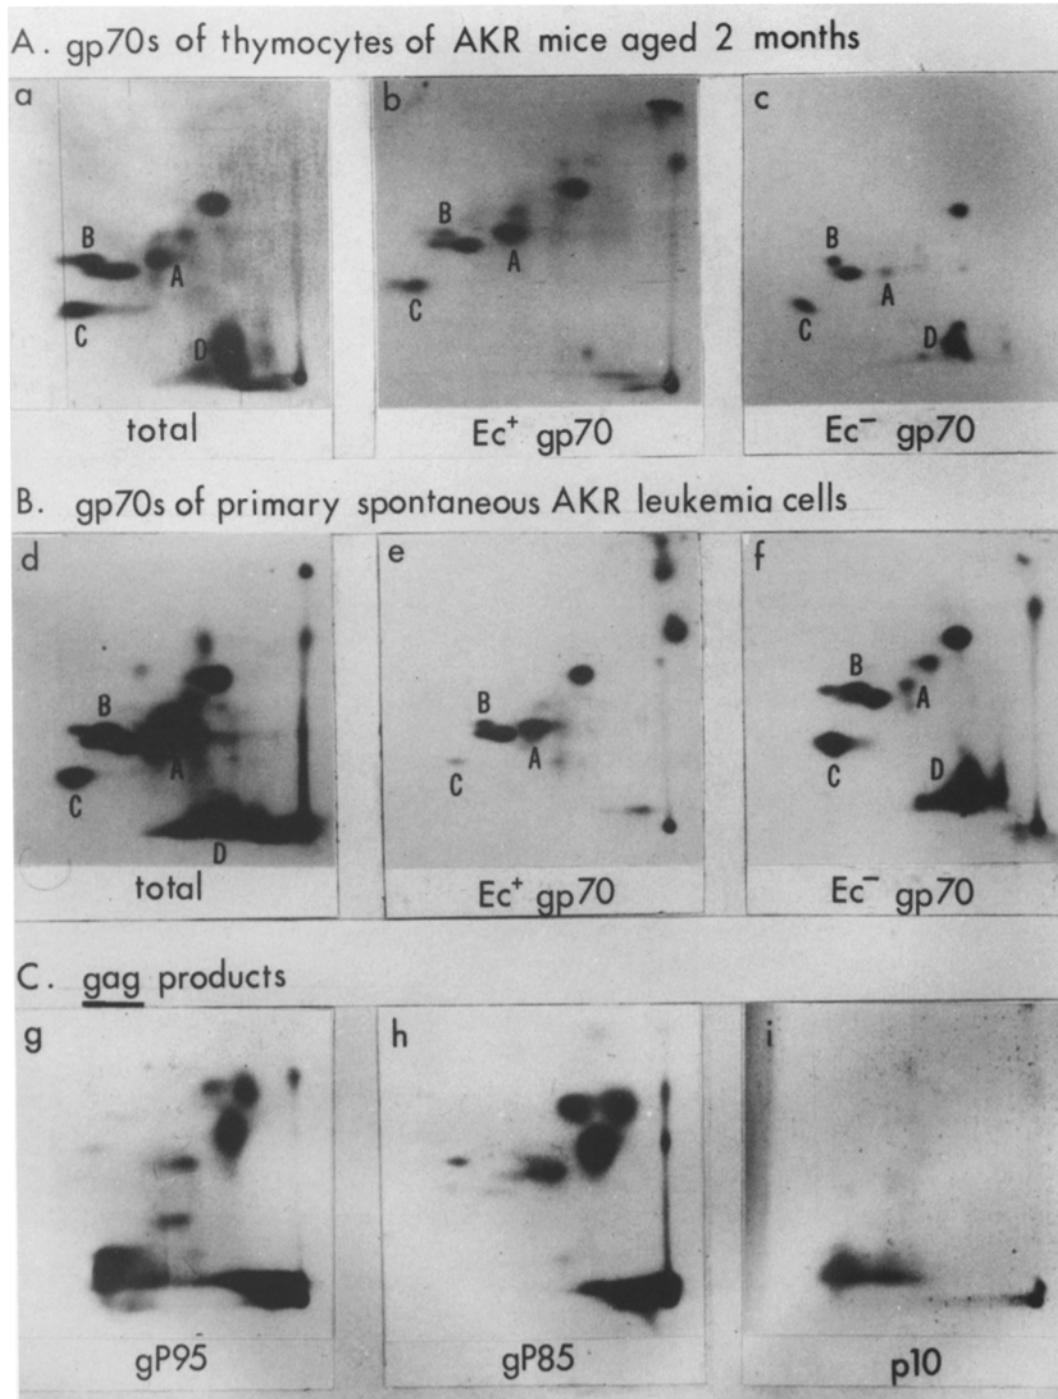 A. gp70s of thymocytes of AKR mice aged 2 months
a b c
B B B
A A A
C C D
D
total Ec⁺ gp70 Ec⁻ gp70
B. gp70s of primary spontaneous AKR leukemia cells
d e f
B B B
A A A
C C C D
D
total Ec⁺ gp70 Ec⁻ gp70
C. gag products
g h i
gP95 gP85 p10